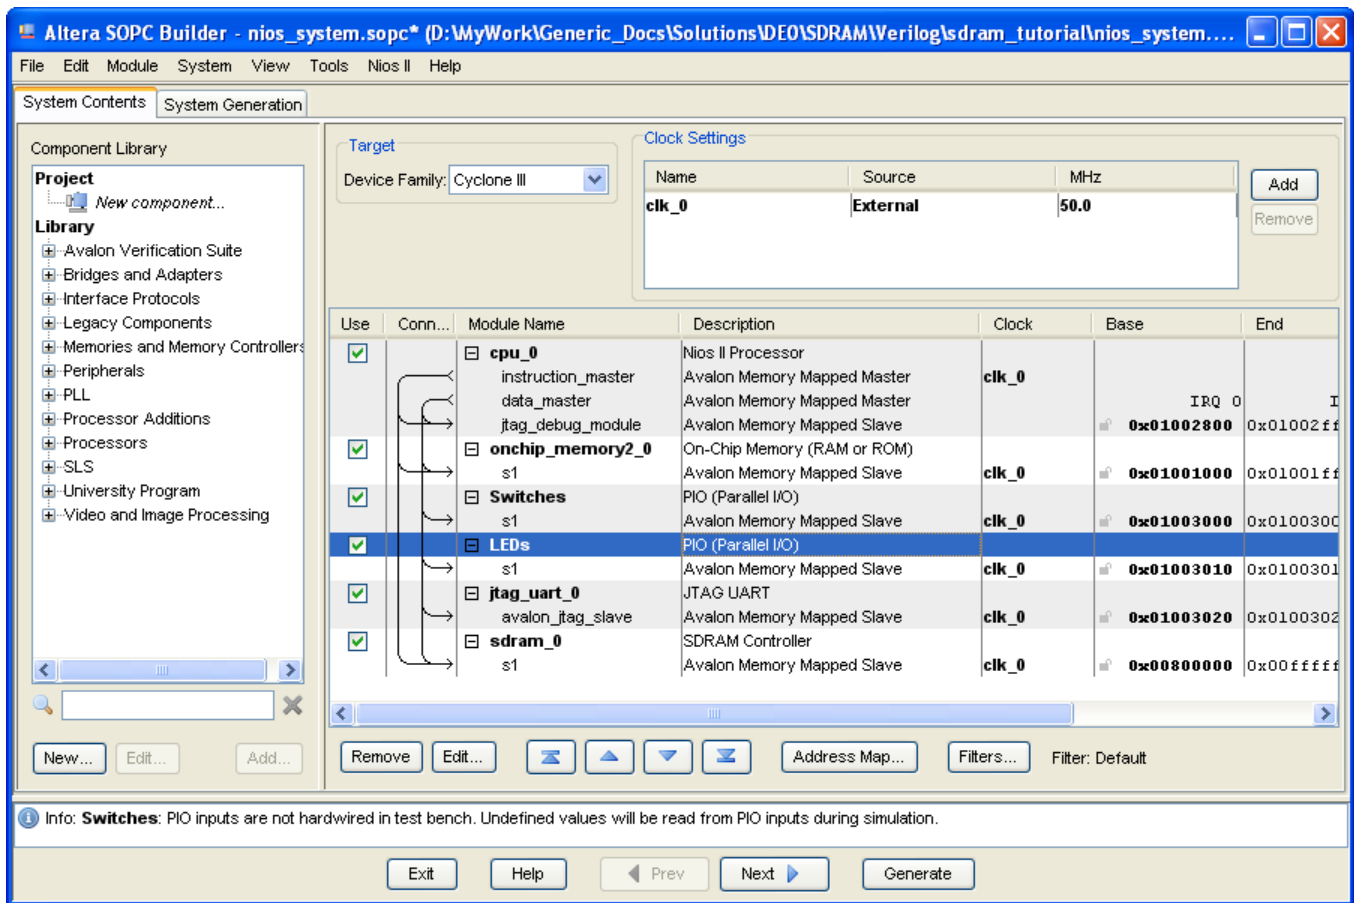 Altera SOPC Builder - nios_system.sopc* (D:\MyWork\Generic_Docs\Solutions\DE0\SDRAM\Verilog\sdram_tutorial\nios_system....
File Edit Module System View Tools Nios II Help
System Contents System Generation
Component Library
Project
New component...
Library
Avalon Verification Suite
Bridges and Adapters
Interface Protocols
Legacy Components
Memories and Memory Controllers
Peripherals
PLL
Processor Additions
Processors
SLS
University Program
Video and Image Processing
New... Edit... Add...
Target
Device Family: Cyclone III
Clock Settings
Name Source MHz
clk_0 External 50.0
Add
Remove
Use Conn... Module Name Description Clock Base End
cpu_0 Nios II Processor
instruction_master Avalon Memory Mapped Master clk_0
data_master Avalon Memory Mapped Master IRQ 0 I
jtag_debug_module Avalon Memory Mapped Slave 0x01002800 0x01002ff
onchip_memory2_0 On-Chip Memory (RAM or ROM)
s1 Avalon Memory Mapped Slave clk_0 0x01001000 0x01001ff
Switches PIO (Parallel I/O)
s1 Avalon Memory Mapped Slave clk_0 0x01003000 0x0100300
LEDs PIO (Parallel I/O)
s1 Avalon Memory Mapped Slave clk_0 0x01003010 0x0100301
jtag_uart_0 JTAG UART
avalon_jtag_slave Avalon Memory Mapped Slave clk_0 0x01003020 0x0100302
sdram_0 SDRAM Controller
s1 Avalon Memory Mapped Slave clk_0 0x00800000 0x00fffff
Remove Edit... Address Map... Filters... Filter: Default
Info: Switches: PIO inputs are not hardwired in test bench. Undefined values will be read from PIO inputs during simulation.
Exit Help Prev Next Generate